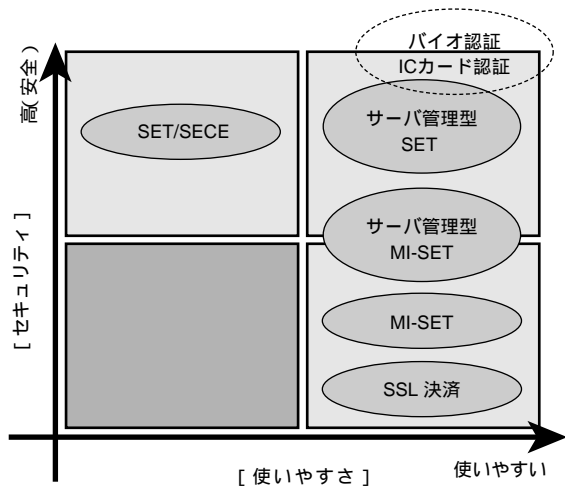 バイオ認証
ICカード認証
高(安全)
SET/SECE
サーバ管理型
SET
サーバ管理型
MI-SET
[セキュリティ]
MI-SET
SSL 決済
[使いやすさ]
使いやすい